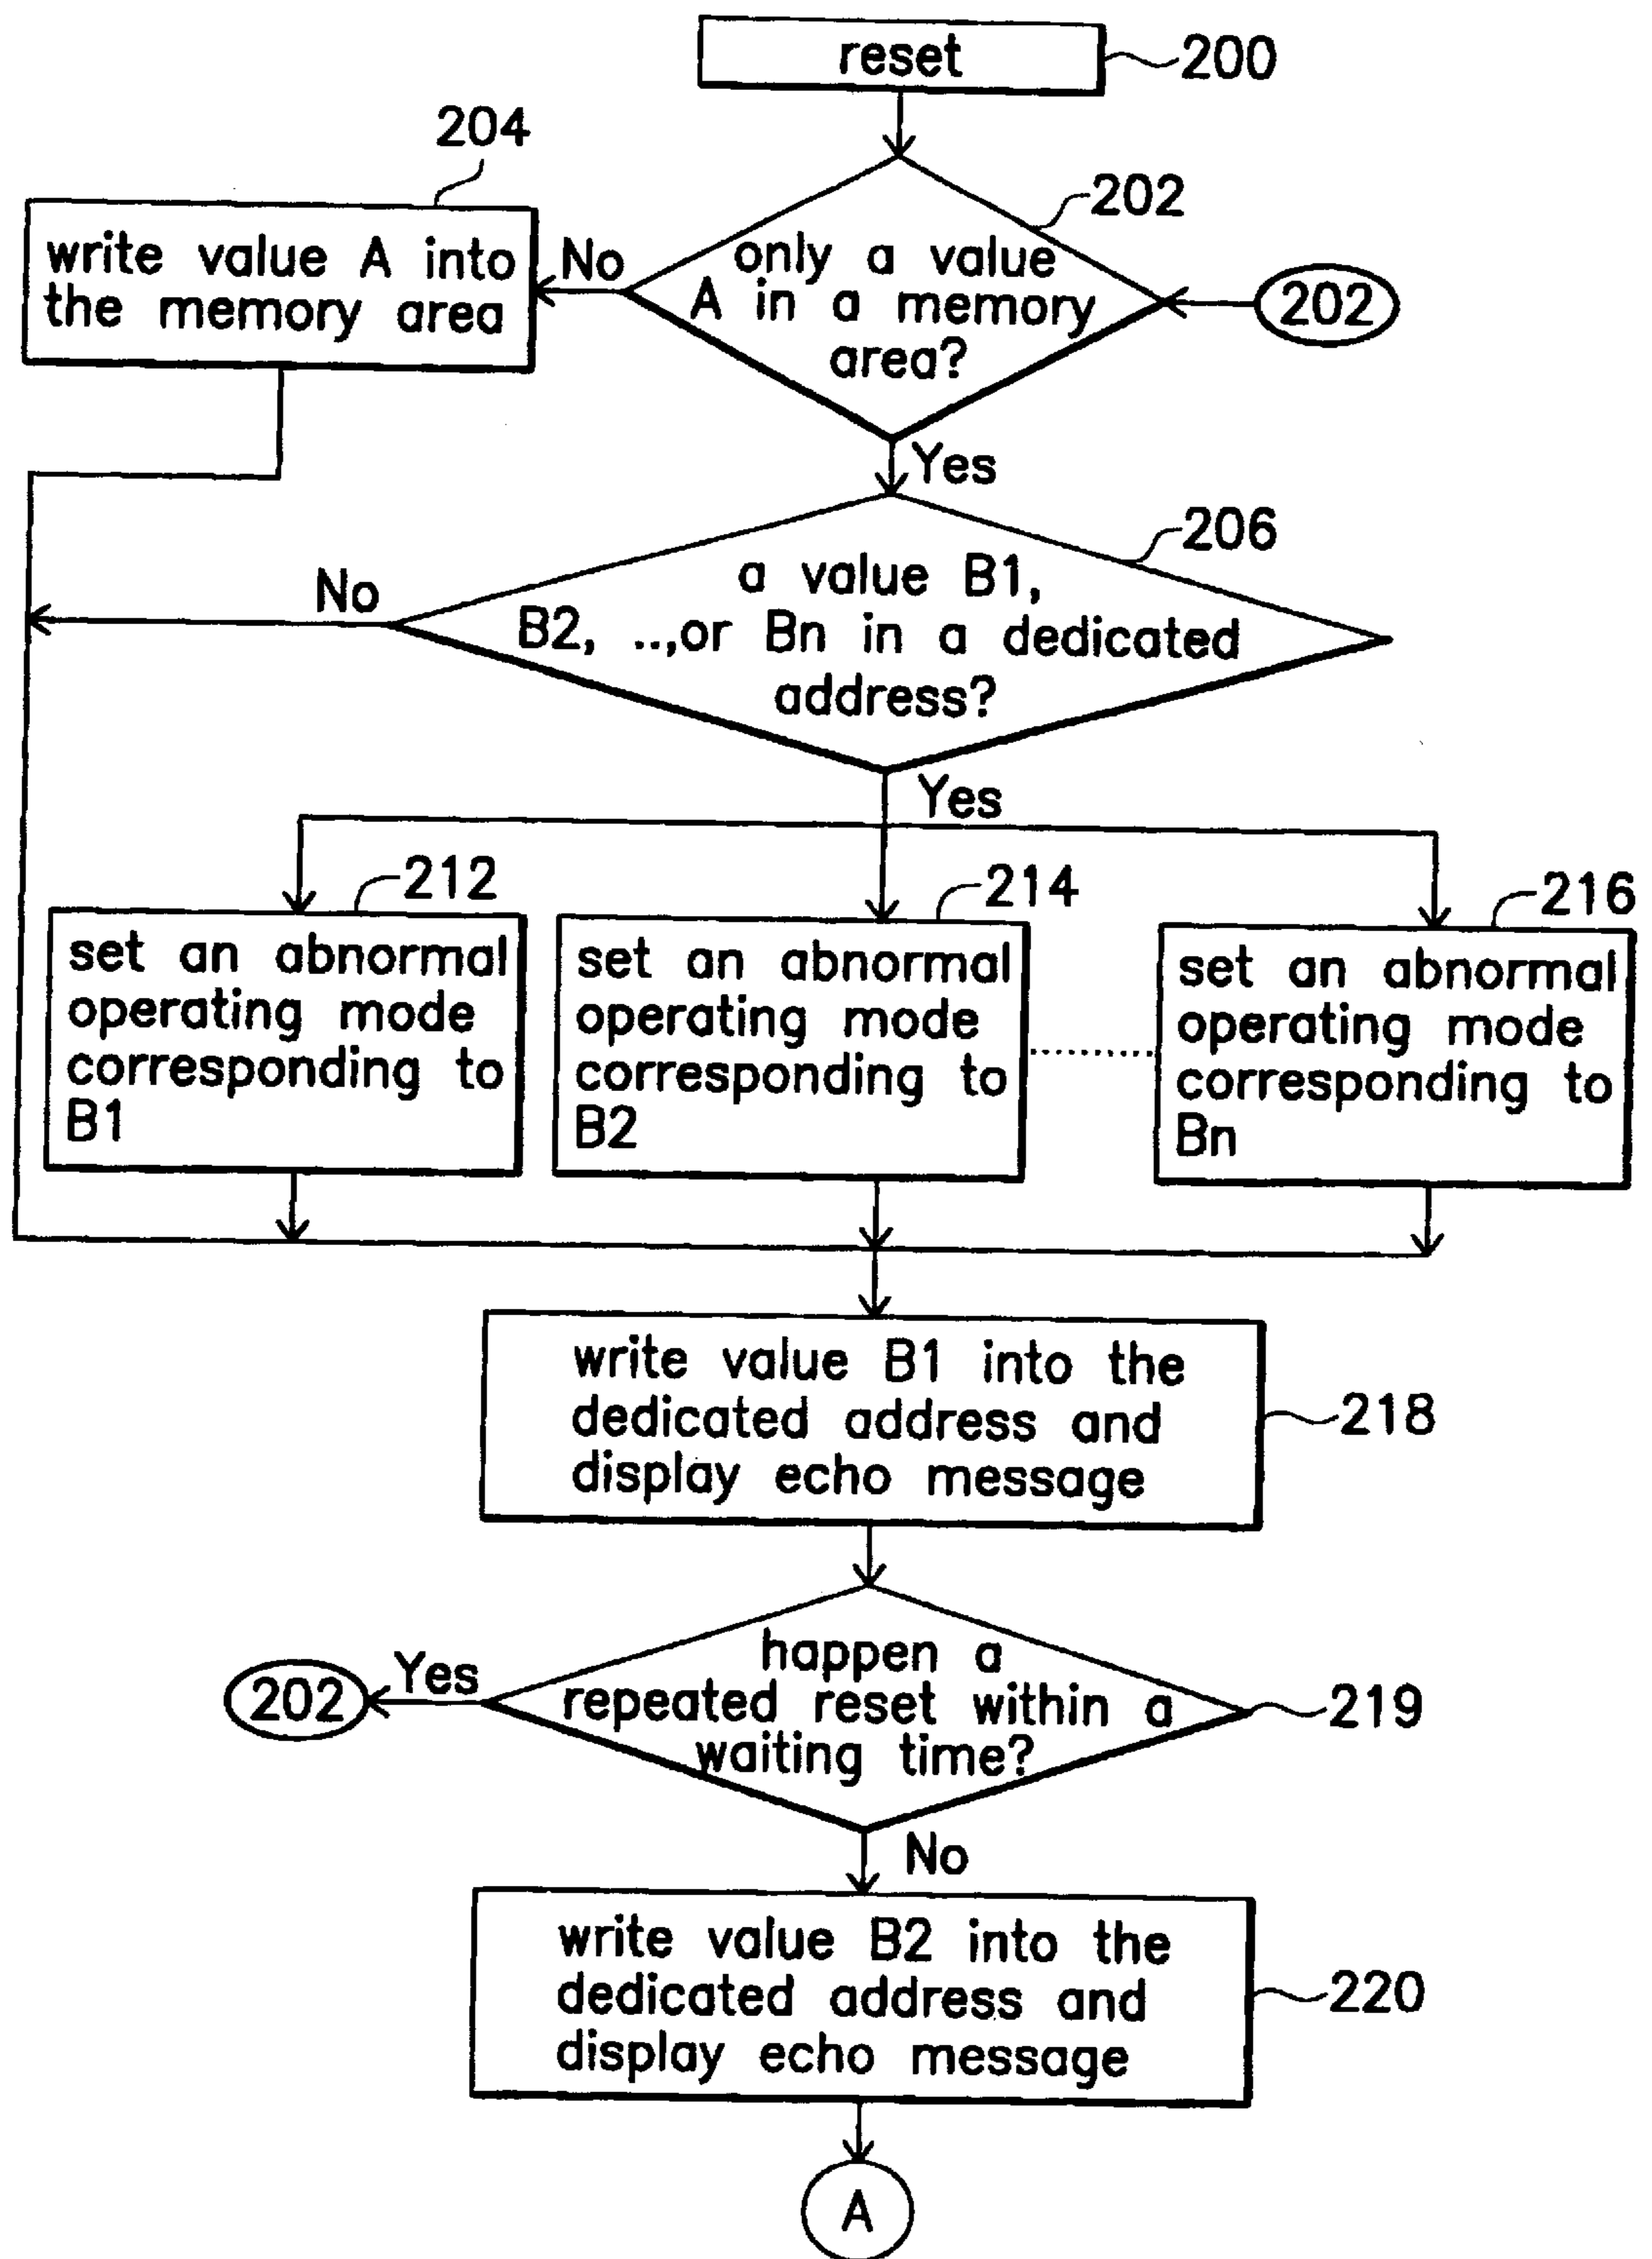 reset
200
204
202
write value A into
the memory area
No
only a value
A in a memory
area?
202
Yes
206
No
a value B1,
B2, ..,or Bn in a dedicated
address?
Yes
212
214
216
set an abnormal
operating mode
corresponding to
B1
set an abnormal
operating mode
corresponding to
B2
set an abnormal
operating mode
corresponding to
Bn
write value B1 into the
dedicated address and
display echo message
218
202
Yes
happen a
repeated reset within a
waiting time?
219
No
write value B2 into the
dedicated address and
display echo message
220
A